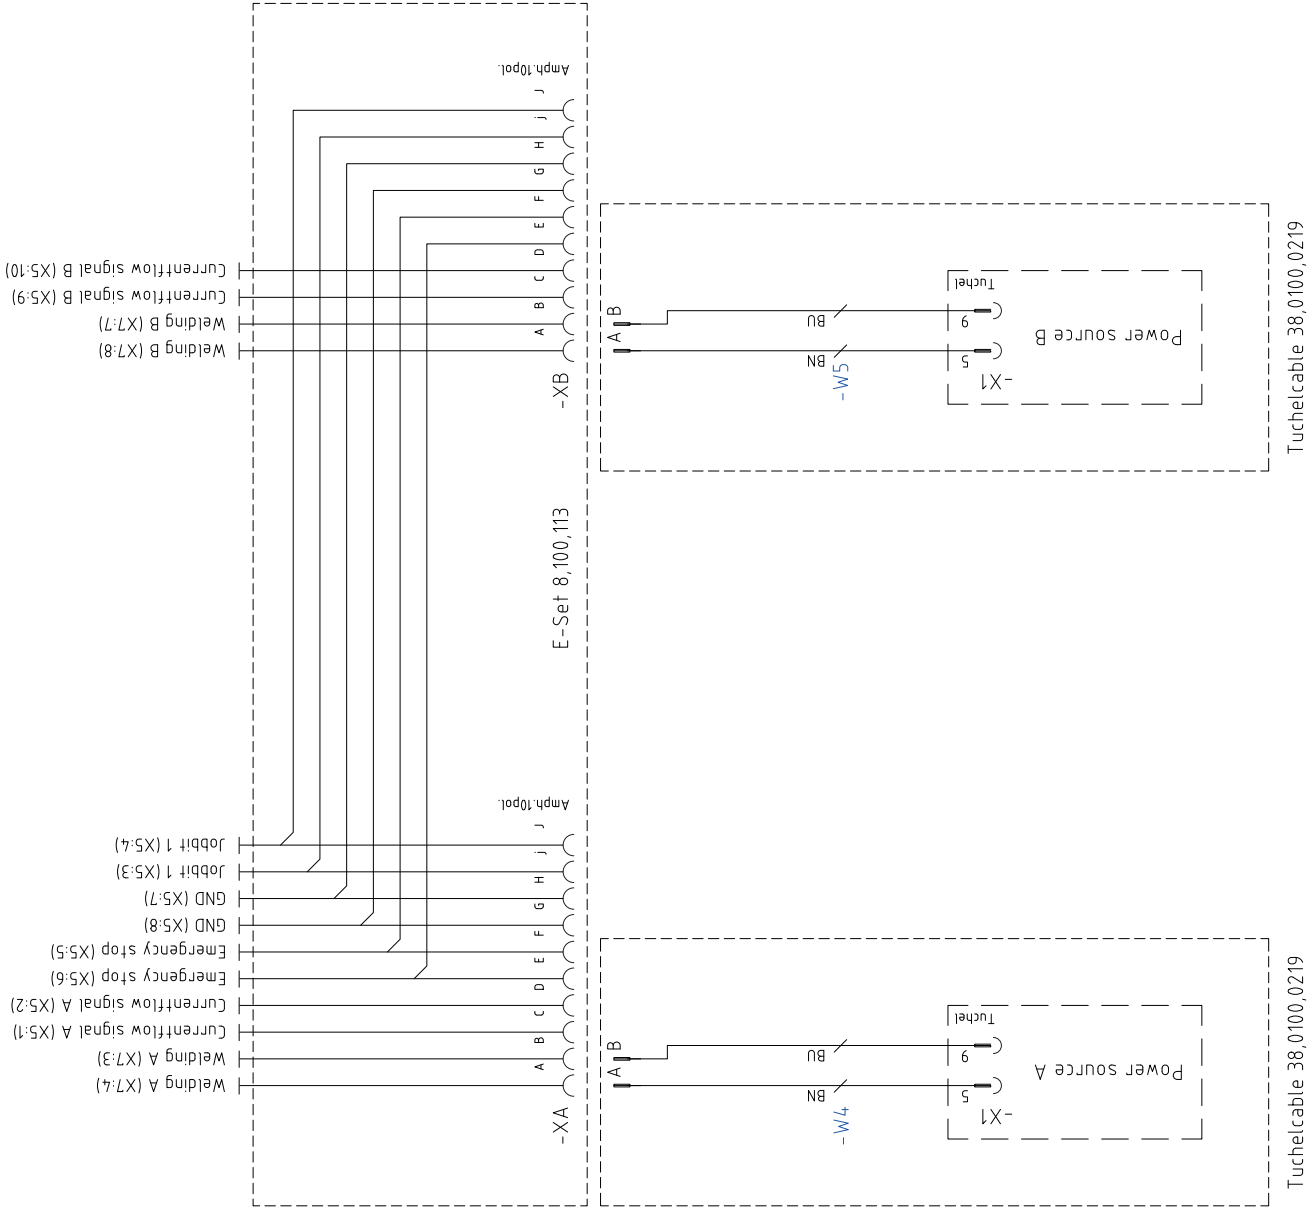 Amph.10pol.
J
j
H
G
F
E
D
C
B
A
-XB
Currentflow signal B (X5:10)
Currentflow signal B (X5:9)
Welding B (X7:7)
Welding B (X7:8)
B
A
BU
BN
-W5
Tuchel
6
5
-X1
Power source B
Tuchelcable 38,0100,0219
E-Set 8,100,113
Amph.10pol.
J
j
H
G
F
E
D
C
B
A
-XA
Jobbit 1 (X5:4)
Jobbit 1 (X5:3)
GND (X5:7)
GND (X5:8)
Emergency stop (X5:5)
Emergency stop (X5:6)
Currentflow signal A (X5:2)
Currentflow signal A (X5:1)
Welding A (X7:3)
Welding A (X7:4)
B
A
BU
BN
-W4
Tuchel
6
5
-X1
Power source A
Tuchelcable 38,0100,0219